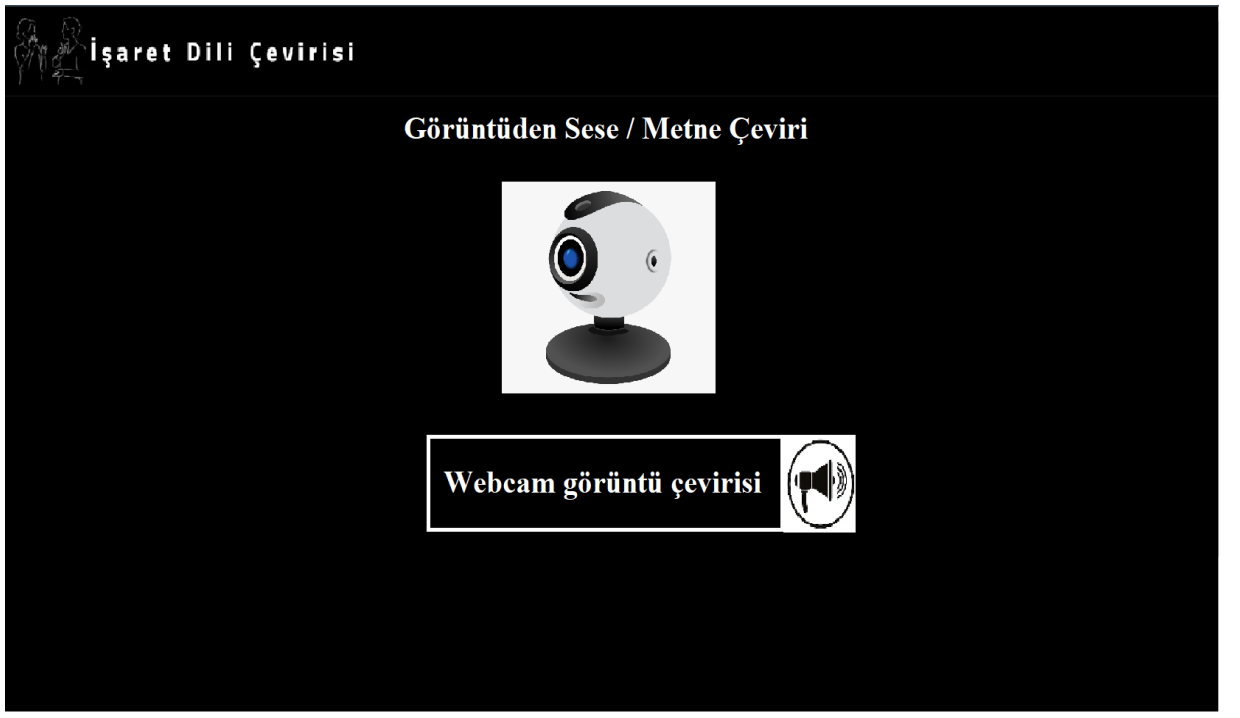 İşaret Dili Çevirisi
Görüntüden Sese / Metne Çeviri
Webcam görüntü çevirisi